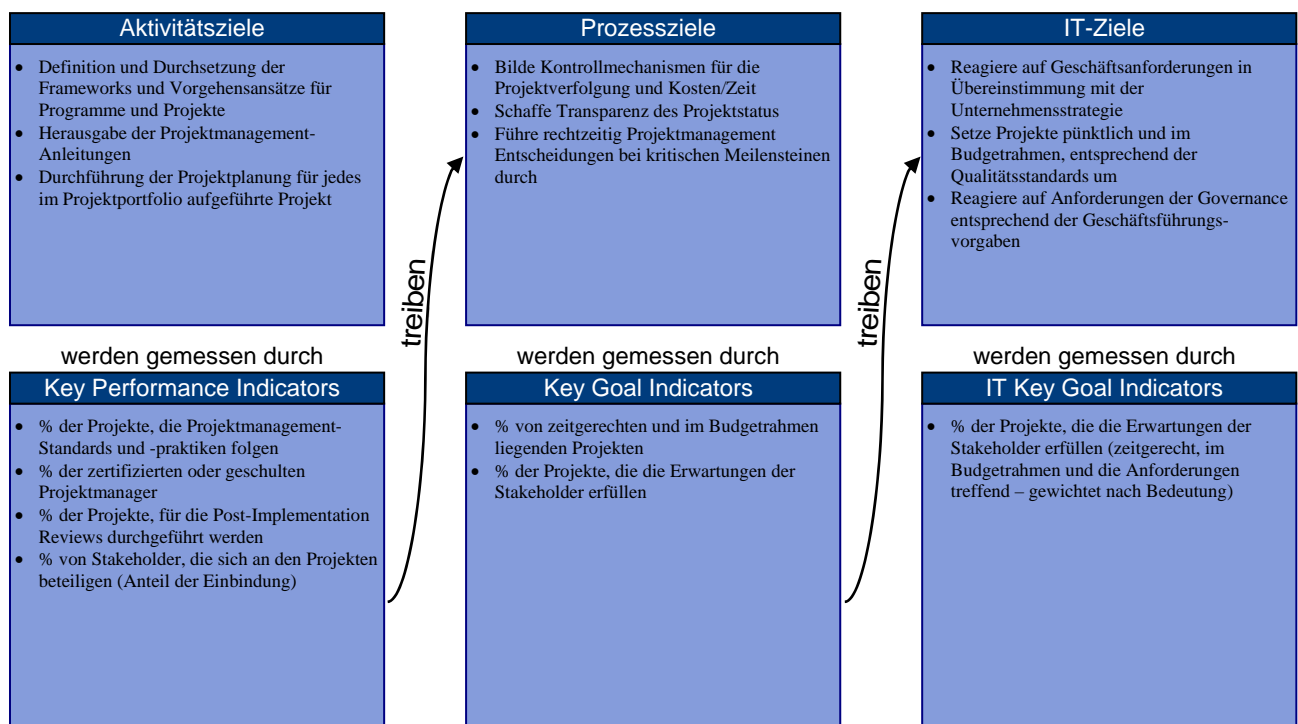 Aktivitätsziele
• Definition und Durchsetzung der
Frameworks und Vorgehensansätze für
Programme und Projekte
• Herausgabe der Projektmanagement-
Anleitungen
• Durchführung der Projektplanung für jedes
im Projektportfolio aufgeführte Projekt
treiben
Prozessziele
• Bilde Kontrollmechanismen für die
Projektverfolgung und Kosten/Zeit
• Schaffe Transparenz des Projektstatus
• Führe rechtzeitig Projektmanagement
Entscheidungen bei kritischen Meilensteinen
durch
treiben
IT-Ziele
• Reagiere auf Geschäftsanforderungen in
Übereinstimmung mit der
Unternehmensstrategie
• Setze Projekte pünktlich und im
Budgetrahmen, entsprechend der
Qualitätsstandards um
• Reagiere auf Anforderungen der Governance
entsprechend der Geschäftsführungs-
vorgaben
werden gemessen durch
Key Performance Indicators
• % der Projekte, die Projektmanagement-
Standards und -praktiken folgen
• % der zertifizierten oder geschulten
Projektmanager
• % der Projekte, für die Post-Implementation
Reviews durchgeführt werden
• % von Stakeholder, die sich an den Projekten
beteiligen (Anteil der Einbindung)
werden gemessen durch
Key Goal Indicators
• % von zeitgerechten und im Budgetrahmen
liegenden Projekten
• % der Projekte, die die Erwartungen der
Stakeholder erfüllen
werden gemessen durch
IT Key Goal Indicators
• % der Projekte, die die Erwartungen der
Stakeholder erfüllen (zeitgerecht, im
Budgetrahmen und die Anforderungen
treffend – gewichtet nach Bedeutung)